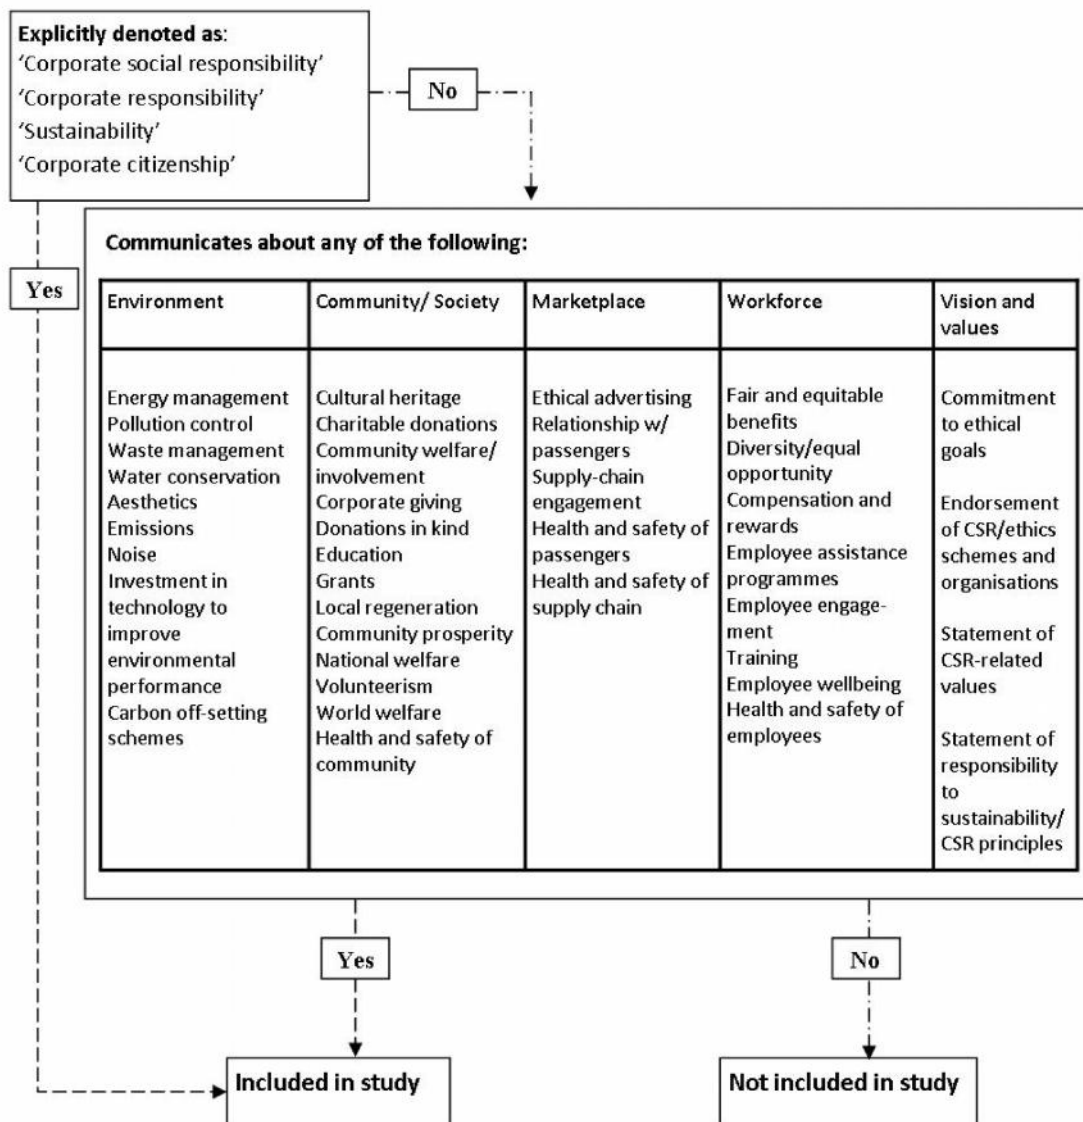 Explicitly denoted as:
‘Corporate social responsibility’
‘Corporate responsibility’
‘Sustainability’
‘Corporate citizenship’
No
Yes
Communicates about any of the following:
Environment
Energy management
Pollution control
Waste management
Water conservation
Aesthetics
Emissions
Noise
Investment in
technology to
improve
environmental
performance
Carbon off-setting
schemes
Community/ Society
Cultural heritage
Charitable donations
Community welfare/
involvement
Corporate giving
Donations in kind
Education
Grants
Local regeneration
Community prosperity
National welfare
Volunteerism
World welfare
Health and safety of
community
Marketplace
Ethical advertising
Relationship w/
passengers
Supply-chain
engagement
Health and safety of
passengers
Health and safety of
supply chain
Workforce
Fair and equitable
benefits
Diversity/equal
opportunity
Compensation and
rewards
Employee assistance
programmes
Employee engage-
ment
Training
Employee wellbeing
Health and safety of
employees
Vision and
values
Commitment
to ethical
goals
Endorsement
of CSR/ethics
schemes and
organisations
Statement of
CSR-related
values
Statement of
responsibility
to
sustainability/
CSR principles
Yes
No
Included in study
Not included in study